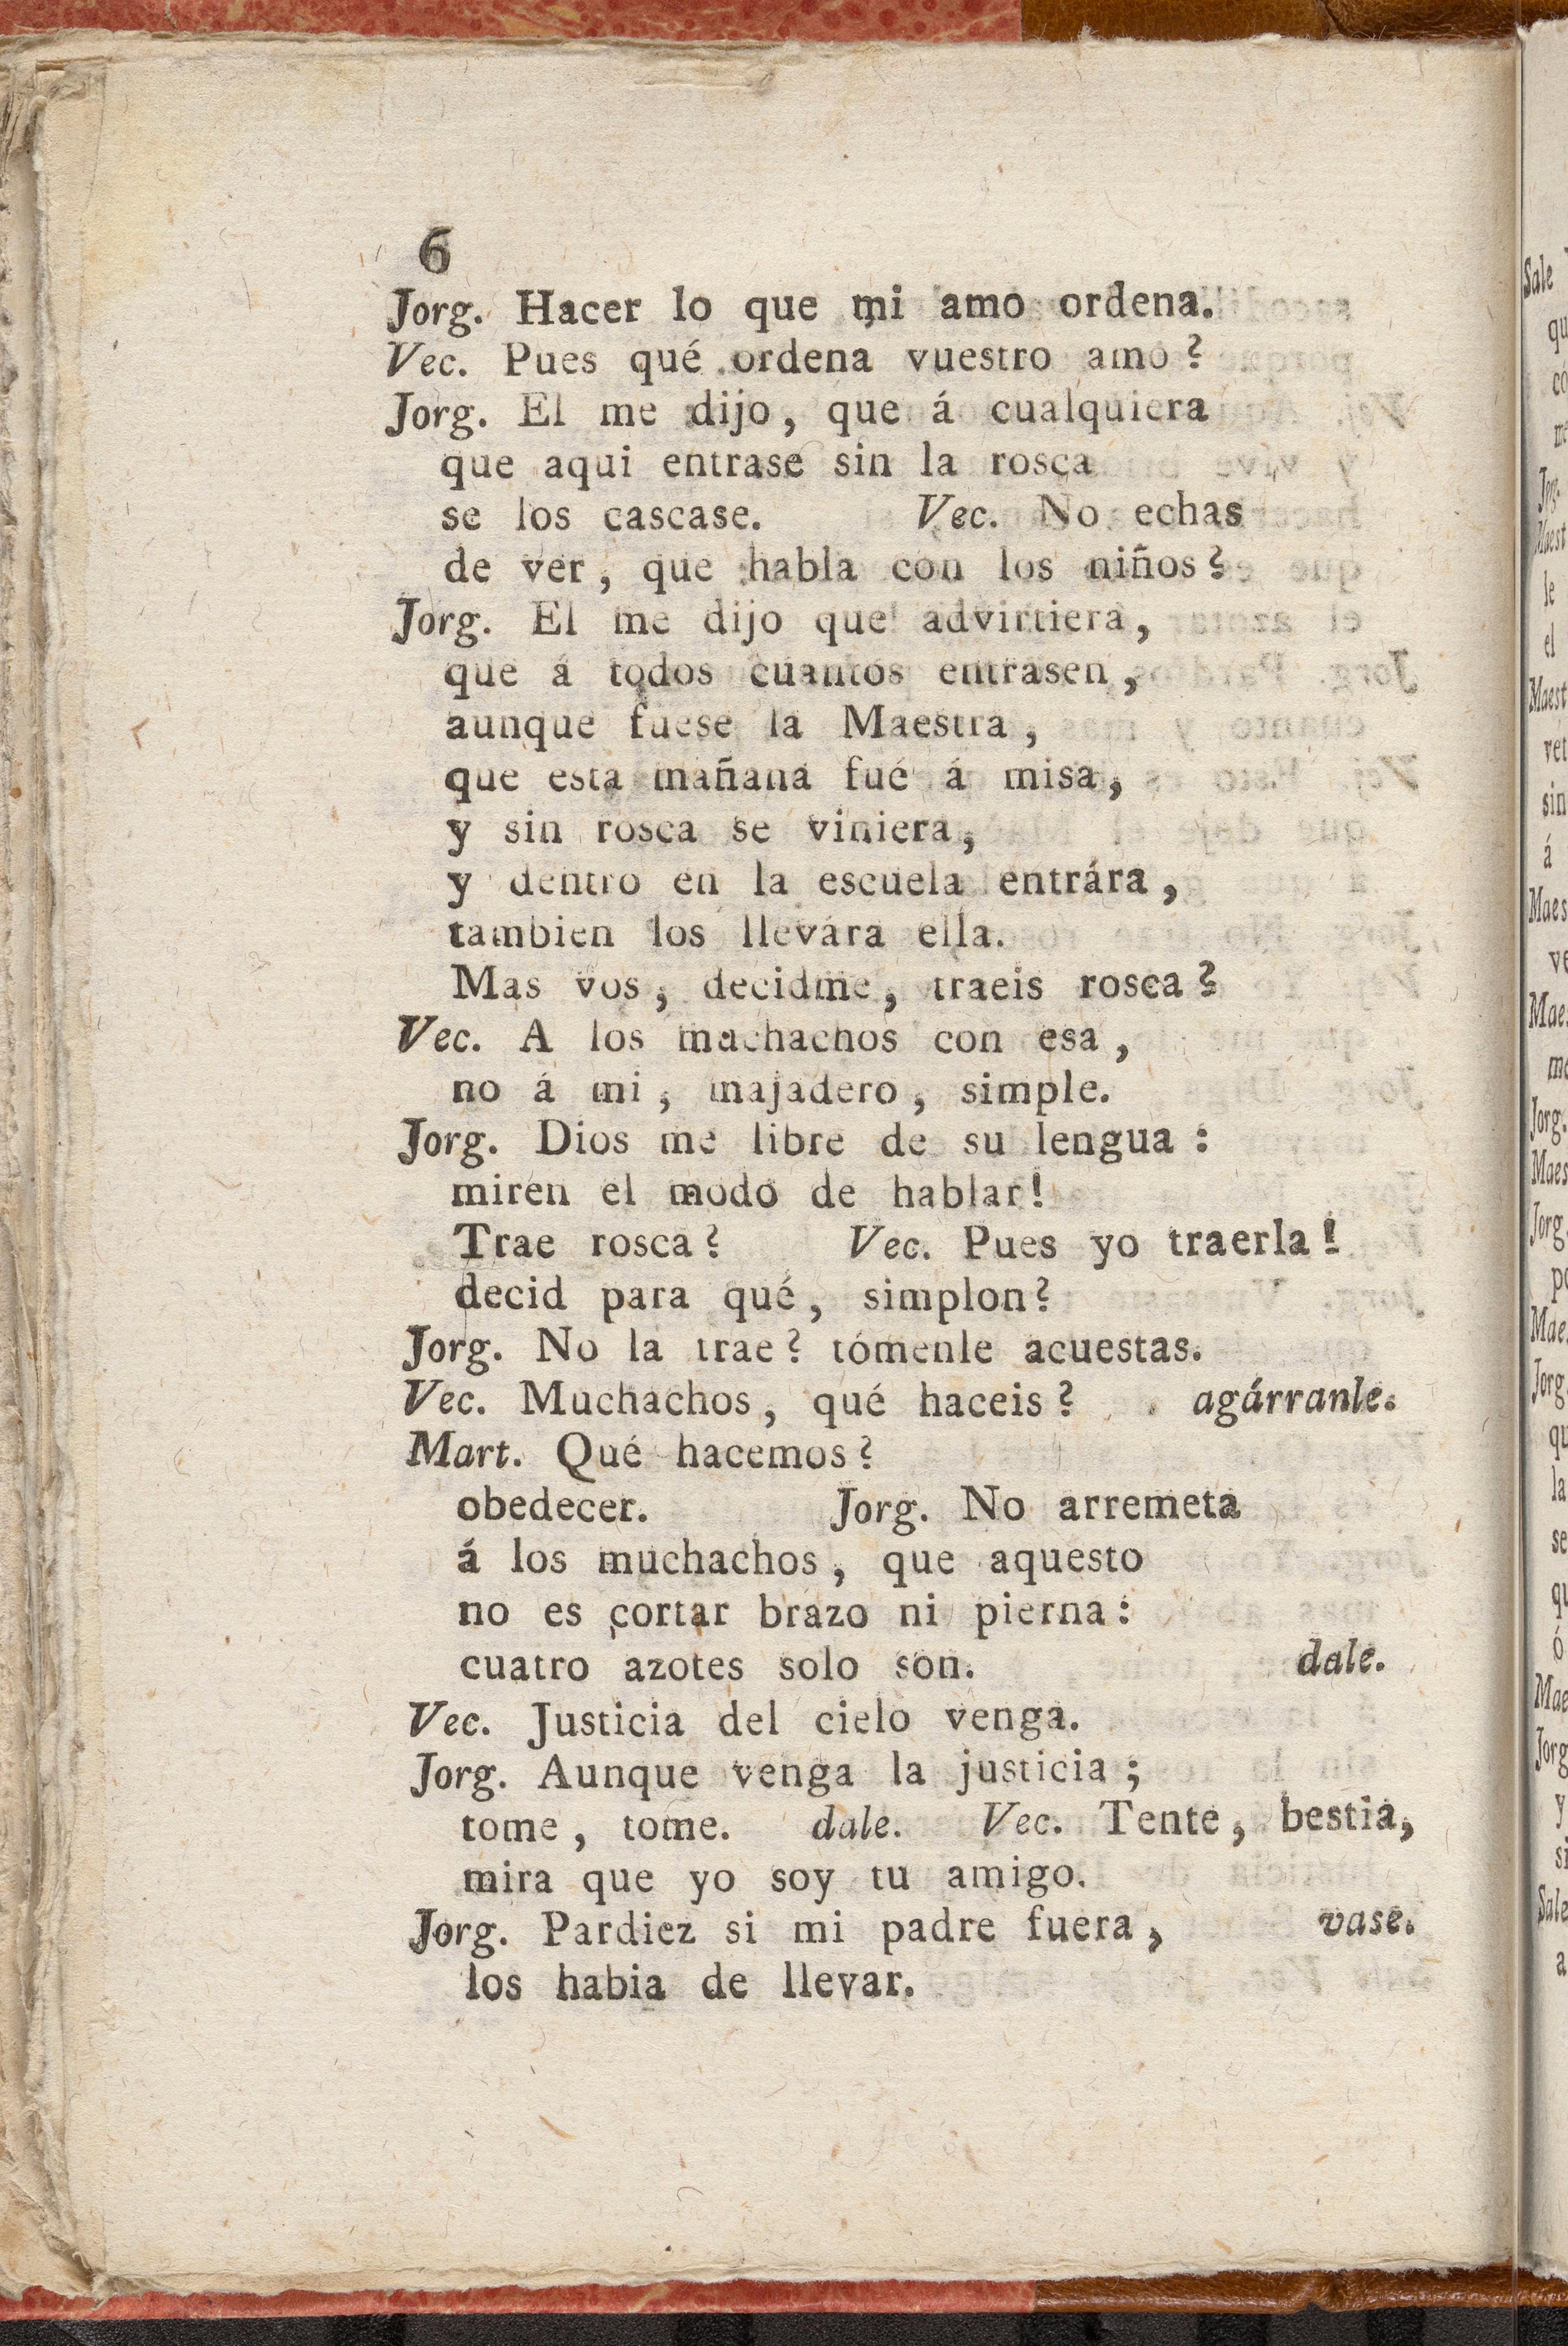 6
Jorg. Hacer lo que mi amo ordena.
Vec. Pues qué ordena vuestro amo?
Jorg. El me dijo, que á cualquiera
que aqui entrase sin la rosca
se los cascase. Vec. No echas
de ver, que habla con los niños?
Jorg. El me dijo que advirtiera,
que á todos cuantos entrasen,
aunque fuese la Maestra,
que esta mañana fué á misa,
y sin rosca se viniera,
y dentro en la escuela entrára,
tambien los llevára ella.
Mas vos, decidme, traeis rosca?
Vec. A los muchachos con esa,
no á mi, majadero, simple.
Jorg. Dios me libre de su lengua:
miren el modo de hablar!
Trae rosca? Vec. Pues yo traerla!
decid para qué, simplon?
Jorg. No la trae? tómenle acuestas.
Vec. Muchachos, qué haceis? agárranle.
Mart. Qué hacemos?
obedecer. Jorg. No arremeta
á los muchachos, que aquesto
no es cortar brazo ni pierna:
cuatro azotes solo son. dale.
Vec. Justicia del cielo venga.
Jorg. Aunque venga la justicia;
tome, tome. dale. Vec. Tente, bestia,
mira que yo soy tu amigo.
Jorg. Pardiez si mi padre fuera, vase.
los habia de llevar.